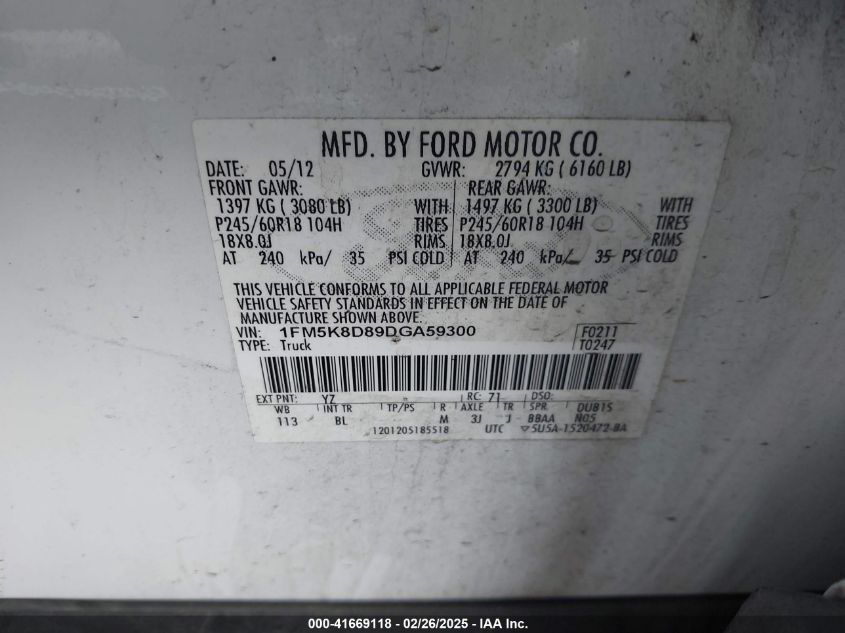 MFD. BY FORD MOTOR CO.
DATE: 05/12 GVWR: 2794 KG ( 6160 LB)
FRONT GAWR: REAR GAWR:
1397 KG ( 3080 LB) WITH 1497 KG ( 3300 LB) WITH
P245/60R18 104H TIRES P245/60R18 104H TIRES
18X8.0J RIMS 18X8.0J RIMS
AT 240 kPa/ 35 PSI COLD AT 240 kPa/ 35 PSI COLD
THIS VEHICLE CONFORMS TO ALL APPLICABLE FEDERAL MOTOR
VEHICLE SAFETY STANDARDS IN EFFECT ON THE DATE OF
MANUFACTURE SHOWN ABOVE.
VIN: 1FM5K8D89DGA59300 F0211
TYPE: Truck T0247
EXT PNT: YZ RC: 71 DSO:
WB INT TR TP/PS R AXLE TR SPR DUB15
113 BL M 3J J BBAA N05
1201205185518 UTC ▽5U5A-1520472-BA
000-41669118 - 02/26/2025 - IAA Inc.